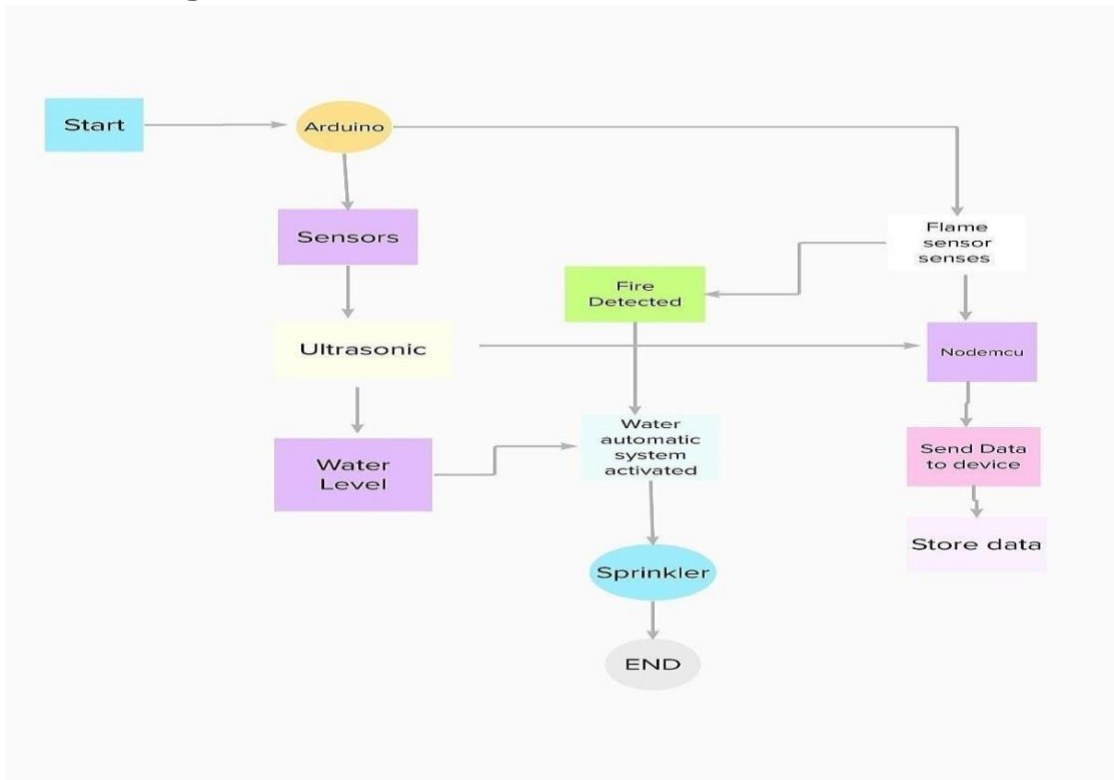 Start
Arduino
Sensors
Flame
sensor
senses
Fire
Detected
Ultrasonic
Nodemcu
Water
automatic
system
activated
Water
Level
Send Data
to device
Store data
Sprinkler
END